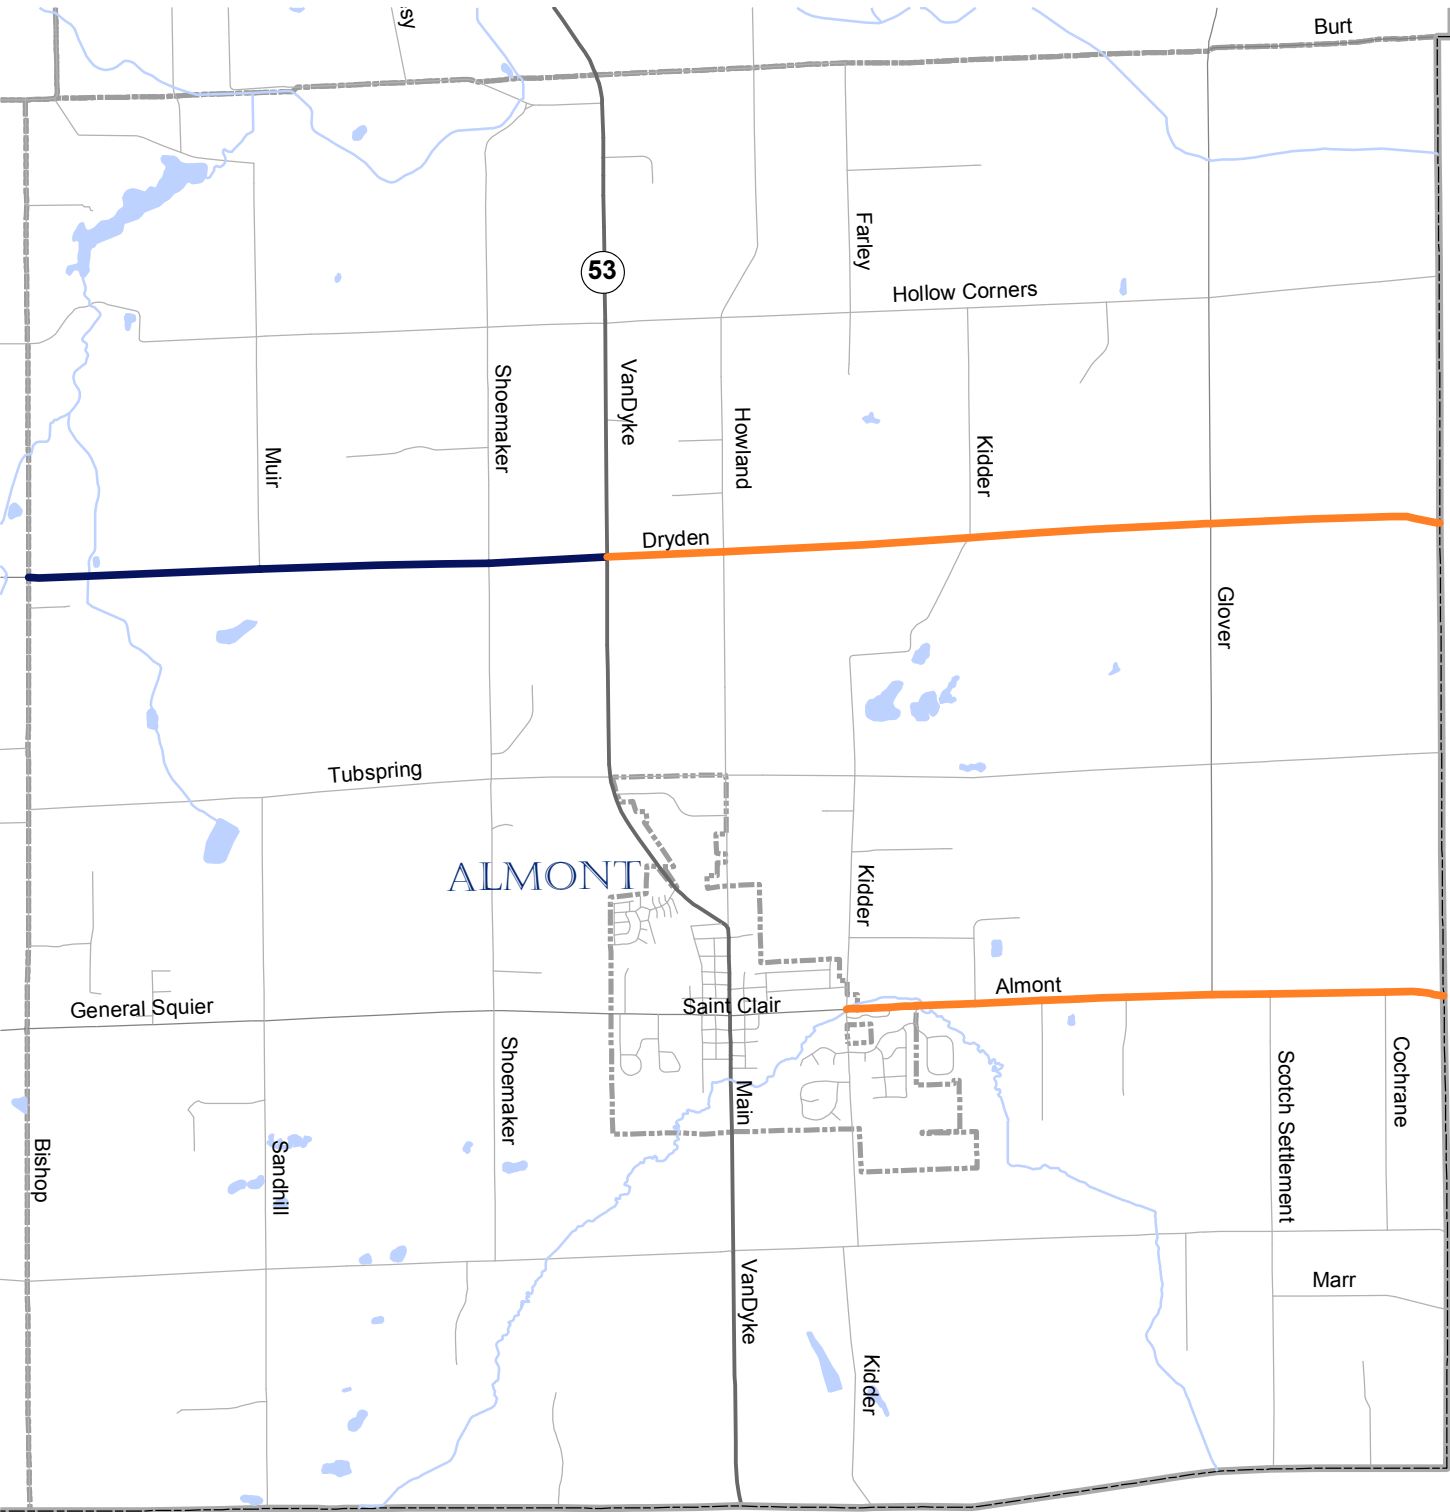 Burt
Farley
53
Hollow Corners
VanDyke
Shoemaker
Howland
Kidder
Muir
Dryden
Glover
Tubspring
ALMONT
Kidder
Almont
Saint Clair
General Squier
Shoemaker
Cochrane
Scotch Settlement
Main
Bishop
Sandhill
VanDyke
Marr
Kidder